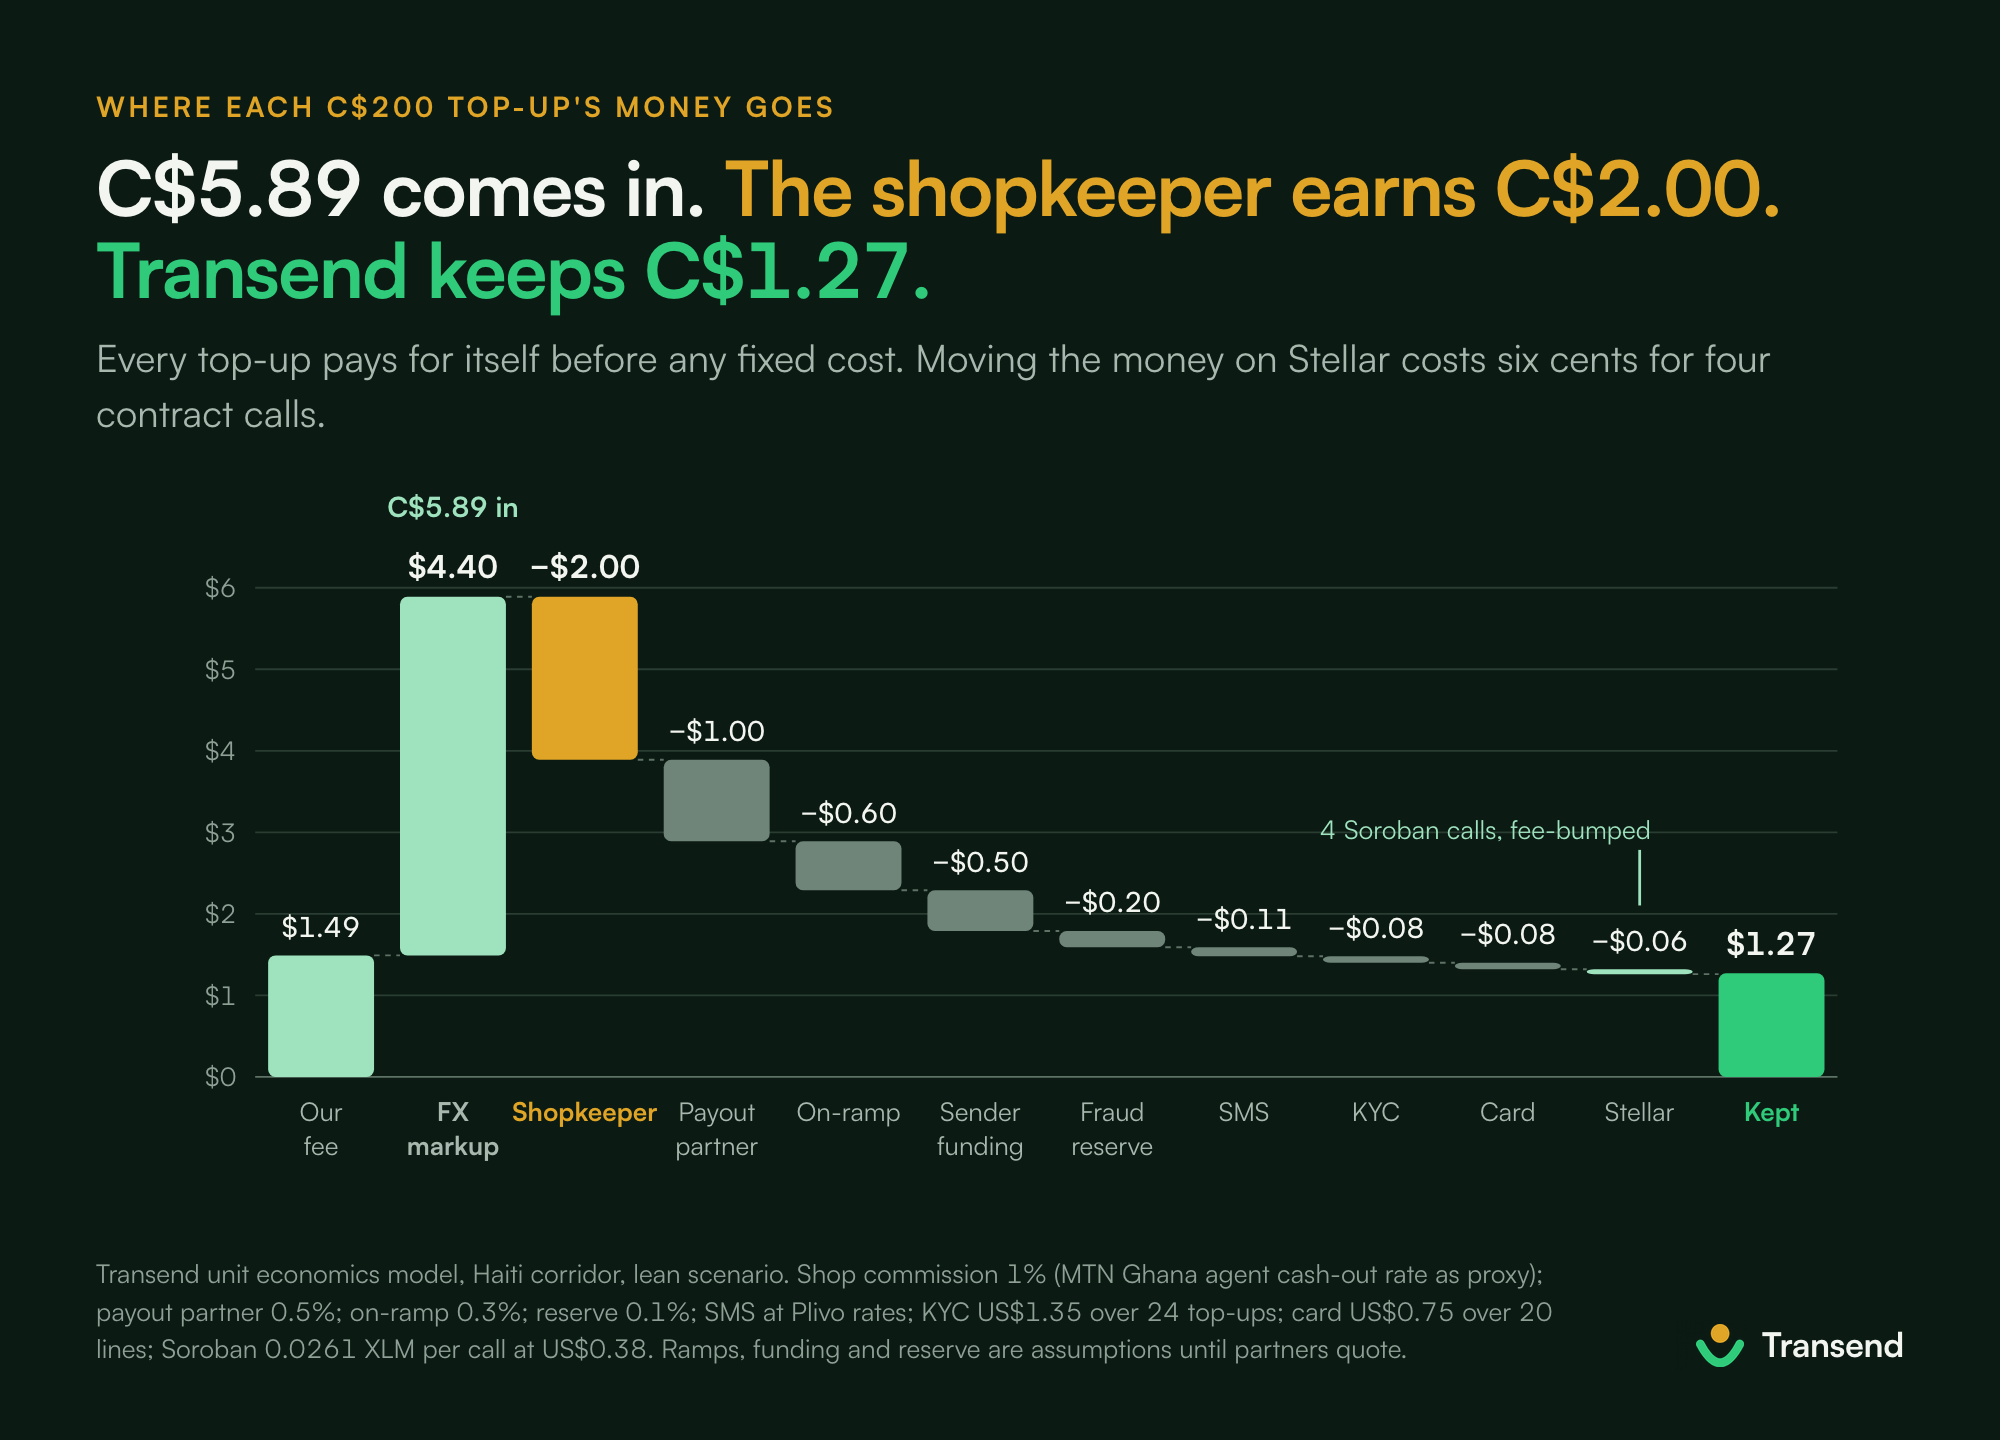 WHERE EACH C$200 TOP-UP'S MONEY GOES
C$5.89 comes in. The shopkeeper earns C$2.00.
Transend keeps C$1.27.
Every top-up pays for itself before any fixed cost. Moving the money on Stellar costs six cents for four
contract calls.
C$5.89 in
$4.40 −$2.00
$6
$5
−$1.00
$4
−$0.60
$3
4 Soroban calls, fee-bumped
−$0.50
−$0.20
$2
$1.49
−$0.11
−$0.08
−$0.08
−$0.06
$1.27
$1
$0
Our
fee
FX
markup
Shopkeeper
Payout
partner
On-ramp
Sender
funding
Fraud
reserve
SMS
KYC
Card
Stellar
Kept
Transend unit economics model, Haiti corridor, lean scenario. Shop commission 1% (MTN Ghana agent cash-out rate as proxy);
payout partner 0.5%; on-ramp 0.3%; reserve 0.1%; SMS at Plivo rates; KYC US$1.35 over 24 top-ups; card US$0.75 over 20
lines; Soroban 0.0261 XLM per call at US$0.38. Ramps, funding and reserve are assumptions until partners quote.
Transend